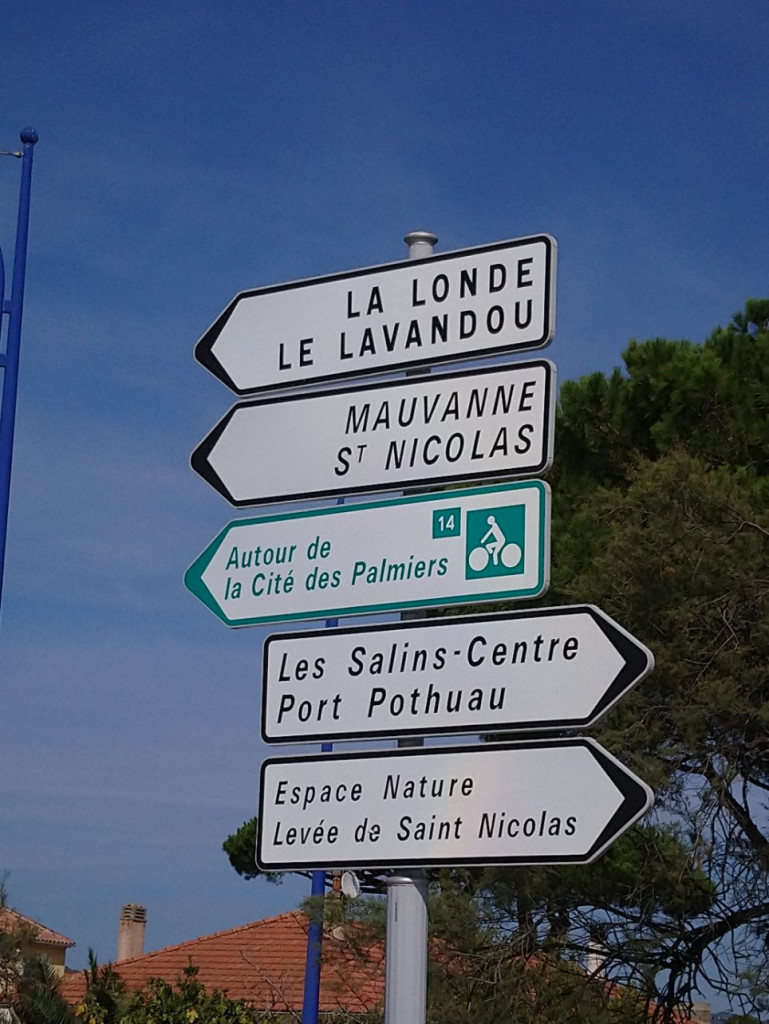 LA LONDE
LE LAVANDOU
MAUVANNE
ST NICOLAS
14
Autour de
la Cité des Palmiers
Les Salins-Centre
Port Pothuau
Espace Nature
Levée de Saint Nicolas